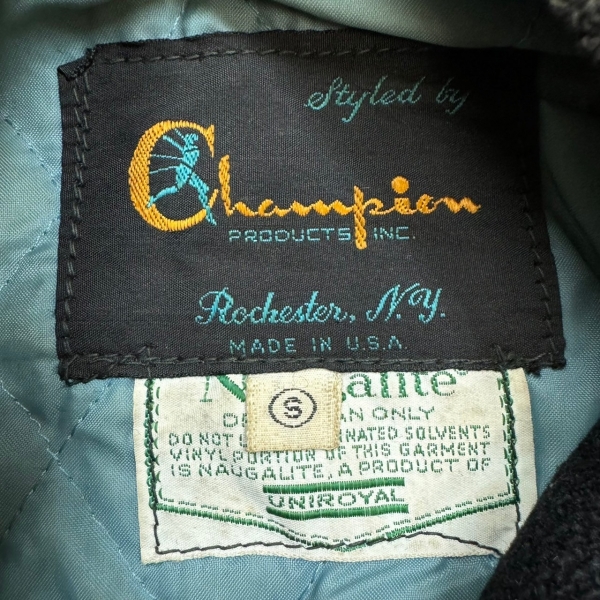 Styled by
Champion
PRODUCTS INC.
Rochester, N.Y.
MADE IN U.S.A.
S
ONLY
DO NOT SOLVENTS
VINYL PORTION OF THIS GARMENT
IS NAUGALITE, A PRODUCT OF
UNIROYAL